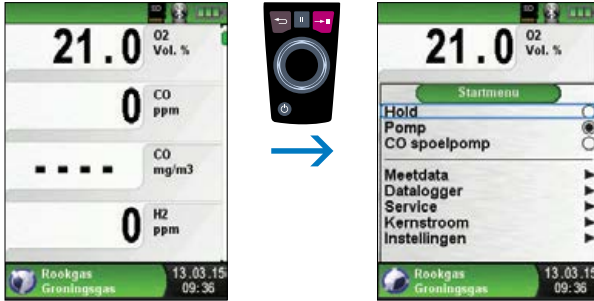 21.0 O2 Vol. %
0 CO ppm
---- CO mg/m3
0 H2 ppm
Rookgas 13.03.15
Groningsgas 09:36
21.0 O2 Vol. %
Startmenu
Hold
Pomp
CO spoelpomp
Meetdata
Datalogger
Service
Kernstroom
Instellingen
Rookgas 13.03.15
Groningsgas 09:36